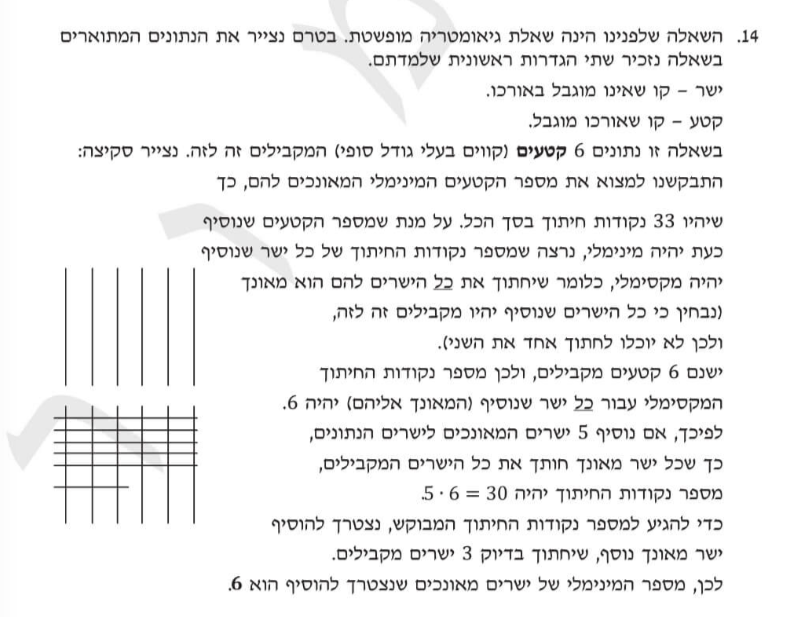 14. השאלה שלפנינו הינה שאלת גיאומטריה מופשטת. בטרם נצייר את הנתונים המתוארים
בשאלה נזכיר שתי הגדרות ראשונית שלמדתם.
ישר – קו שאינו מוגבל באורכו.
קטע – קו שאורכו מוגבל.
בשאלה זו נתונים 6 קטעים (קווים בעלי גודל סופי) המקבילים זה לזה. נצייר סקיצה:
התבקשנו למצוא את מספר הקטעים המינימלי המאונכים להם, כך
שיהיו 33 נקודות חיתוך בסך הכל. על מנת שמספר הקטעים שנוסיף
כעת יהיה מינימלי, נרצה שמספר נקודות החיתוך של כל ישר שנוסיף
יהיה מקסימלי, כלומר שיחתוך את כל הישרים להם הוא מאונך
(נבחין כי כל הישרים שנוסיף יהיו מקבילים זה לזה,
ולכן לא יוכלו לחתוך אחד את השני).
ישנם 6 קטעים מקבילים, ולכן מספר נקודות החיתוך
המקסימלי עבור כל ישר שנוסיף (המאונך אליהם) יהיה 6.
לפיכך, אם נוסיף 5 ישרים המאונכים לישרים הנתונים,
כך שכל ישר מאונך חותך את כל הישרים המקבילים,
מספר נקודות החיתוך יהיה 5 · 6 = 30.
כדי להגיע למספר נקודות החיתוך המבוקש, נצטרך להוסיף
ישר מאונך נוסף, שיחתוך בדיוק 3 ישרים מקבילים.
לכן, מספר המינימלי של ישרים מאונכים שנצטרך להוסיף הוא 6.